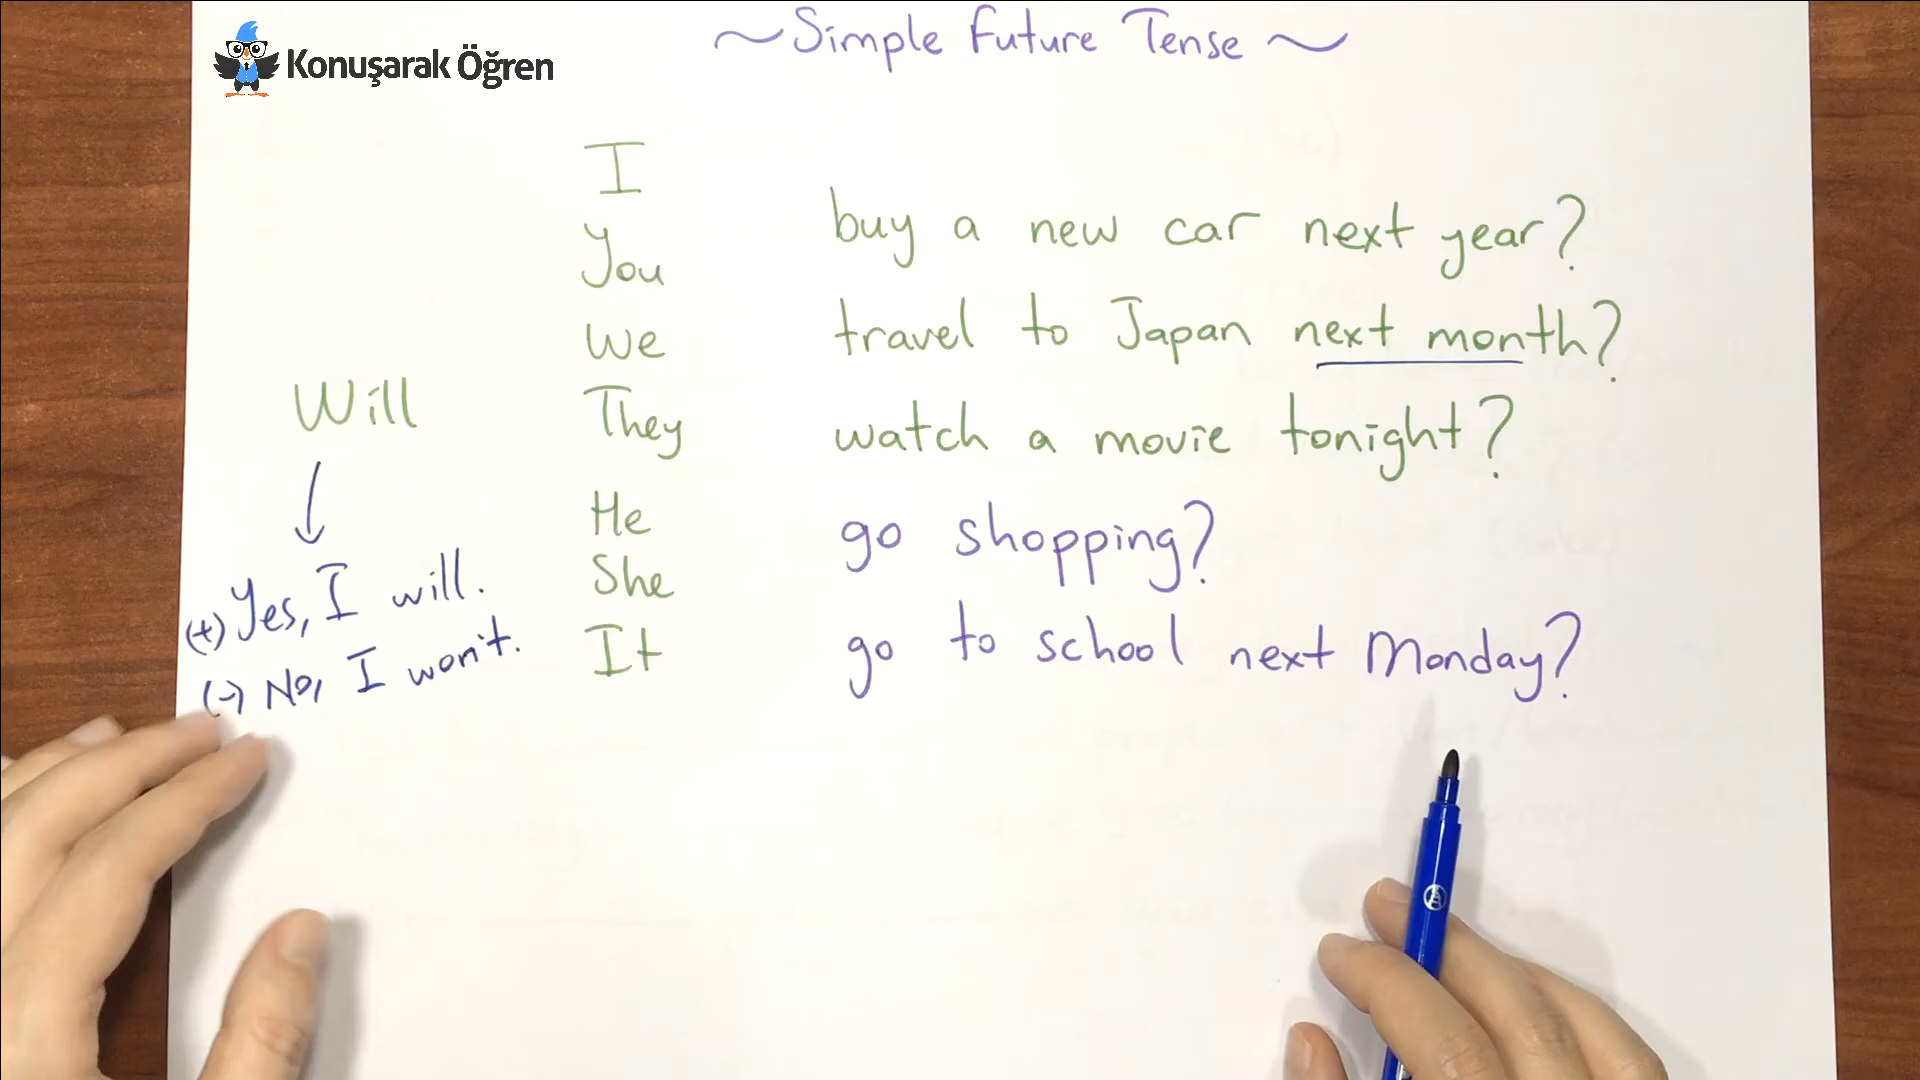 ~Simple Future Tense~
Konuşarak Öğren
I
You
We
They
He
She
It
Will
(+) Yes, I will.
(-) No, I won't.
buy a new car next year?
travel to Japan next month?
watch a movie tonight?
go shopping?
go to school next Monday?